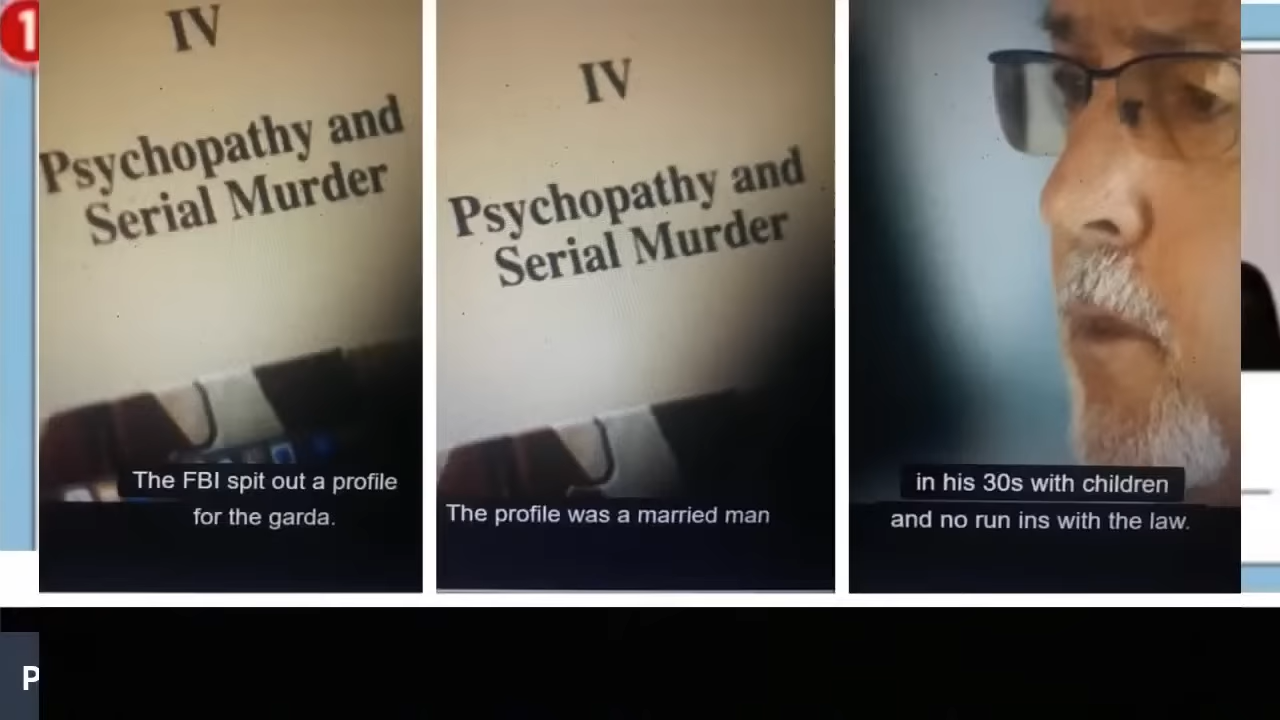 1
IV
Psychopathy and
Serial Murder
The FBI spit out a profile
for the garda.
IV
Psychopathy and
Serial Murder
The profile was a married man
in his 30s with children
and no run ins with the law.
P